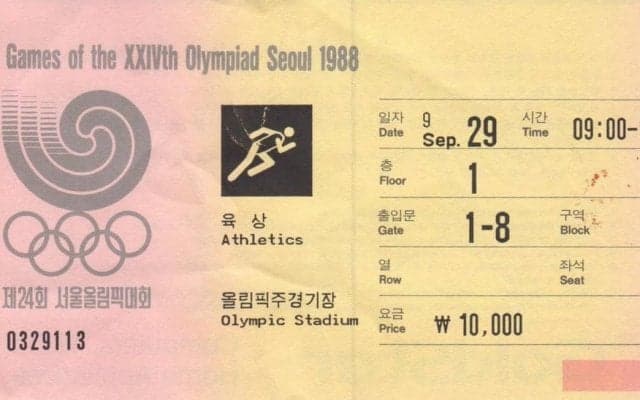 Games of the XXIVth Olympiad Seoul 1988
제24회 서울올림픽대회
0329113
육 상
Athletics
올림픽주경기장
Olympic Stadium
일자 9 시간
Date Sep. 29 Time 09:00-
층
Floor 1
출입문 구역
Gate 1-8 Block
열 좌석
Row Seat
요금
Price ₩ 10,000